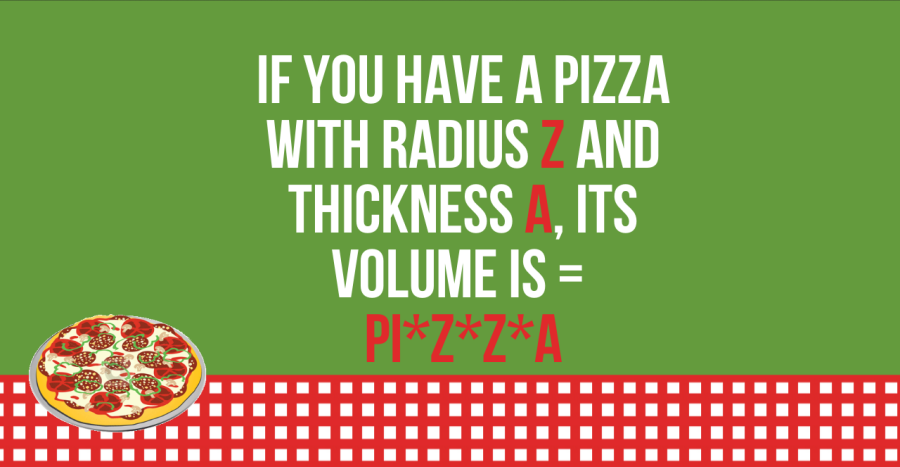 IF YOU HAVE A PIZZA
WITH RADIUS Z AND
THICKNESS A, ITS
VOLUME IS =
PI*Z*Z*A